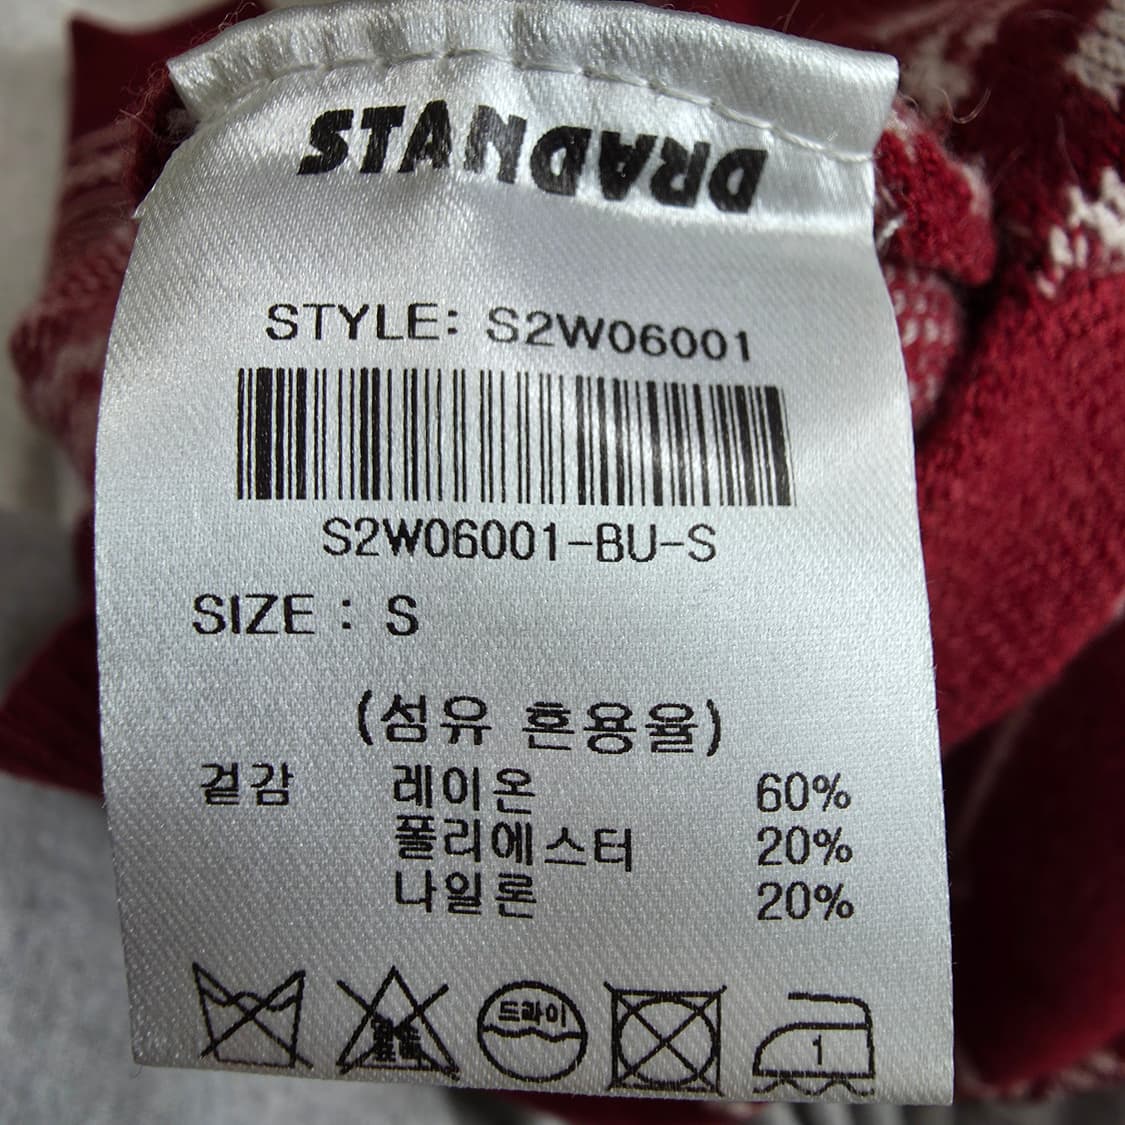 DRADNATS
STYLE: S2W06001
S2W06001-BU-S
SIZE : S
(섬유 혼용율)
겉감 레이온 60%
폴리에스터 20%
나일론 20%
드라이
1